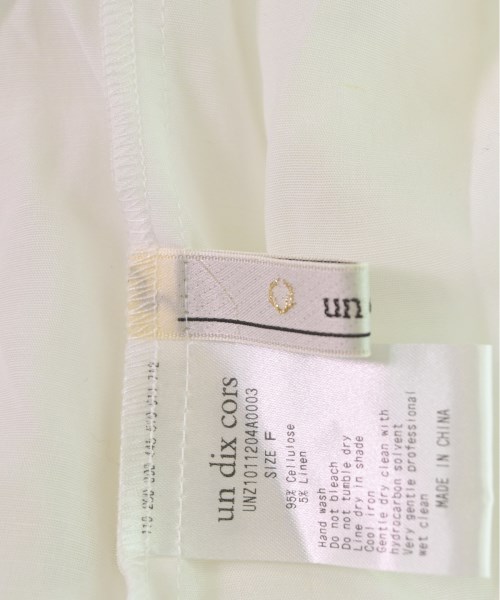 un
un dix cors
UNZ1011204A0003
SIZE F
95% Cellulose
5% Linen
Hand wash
Do not bleach
Do not tumble dry
Line dry in shade
Cool iron
Gentle dry clean with
hydrocarbon solvent
Very gentle professional
wet clean
MADE IN CHINA